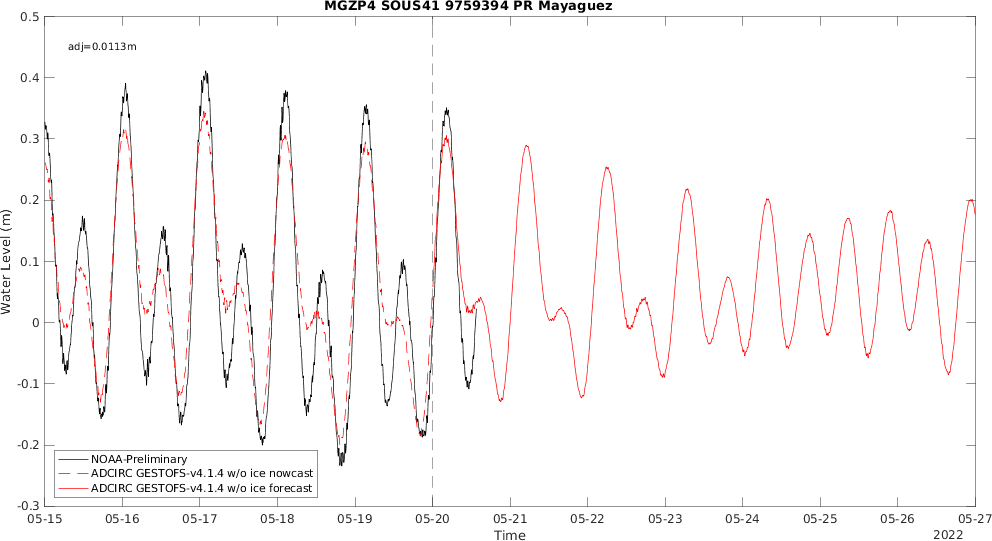 MGZP4 SOUS41 9759394 PR Mayaguez
adj=0.0113m
0.5
0.4
0.3
0.2
0.1
0
-0.1
-0.2
-0.3
Water Level (m)
NOAA-Preliminary
ADCIRC GESTOFS-v4.1.4 w/o ice nowcast
ADCIRC GESTOFS-v4.1.4 w/o ice forecast
05-15 05-16 05-17 05-18 05-19 05-20 05-21 05-22 05-23 05-24 05-25 05-26 05-27
Time
2022